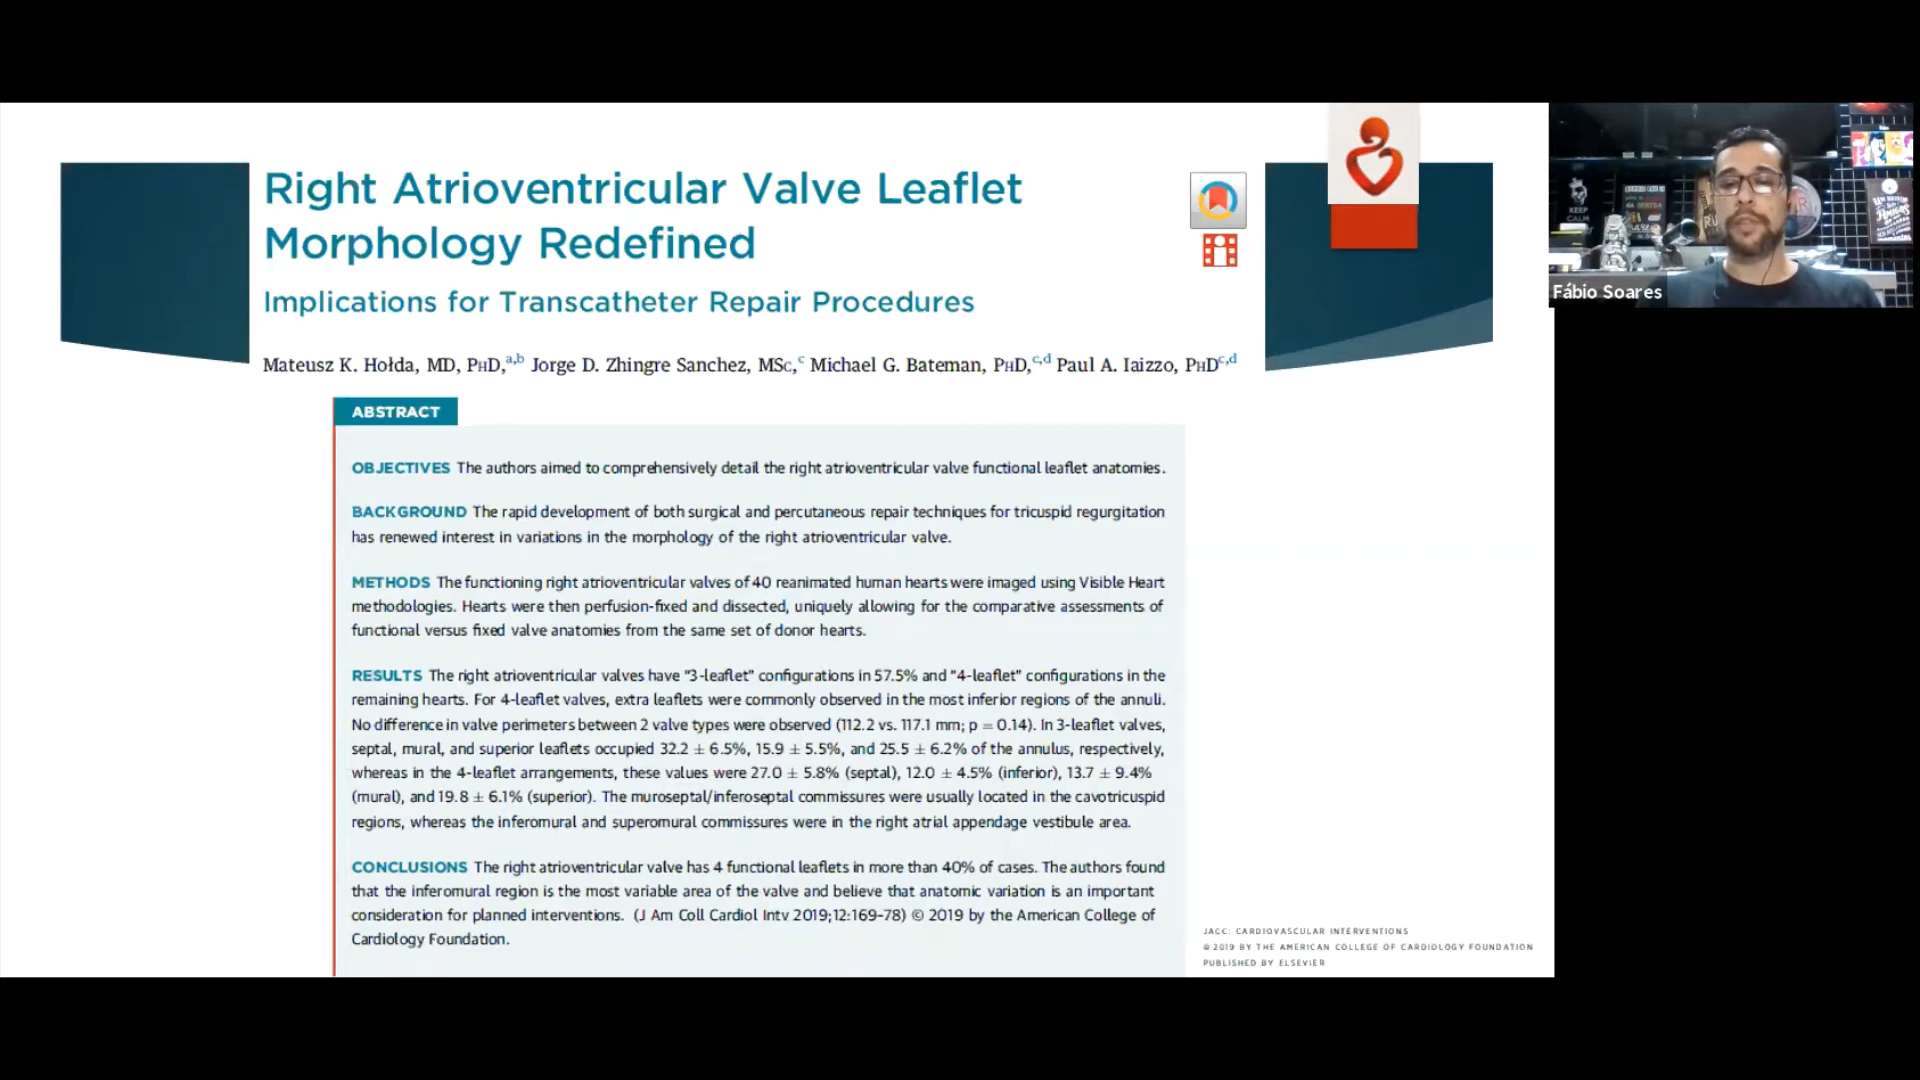 Right Atrioventricular Valve Leaflet
Morphology Redefined
Implications for Transcatheter Repair Procedures
Mateusz K. Hołda, MD, PhD,a,b Jorge D. Zhingre Sanchez, MSc,c Michael G. Bateman, PhD,c,d Paul A. Iaizzo, PhDc,d
ABSTRACT
OBJECTIVES The authors aimed to comprehensively detail the right atrioventricular valve functional leaflet anatomies.
BACKGROUND The rapid development of both surgical and percutaneous repair techniques for tricuspid regurgitation
has renewed interest in variations in the morphology of the right atrioventricular valve.
METHODS The functioning right atrioventricular valves of 40 reanimated human hearts were imaged using Visible Heart
methodologies. Hearts were then perfusion-fixed and dissected, uniquely allowing for the comparative assessments of
functional versus fixed valve anatomies from the same set of donor hearts.
RESULTS The right atrioventricular valves have "3-leaflet" configurations in 57.5% and "4-leaflet" configurations in the
remaining hearts. For 4-leaflet valves, extra leaflets were commonly observed in the most inferior regions of the annuli.
No difference in valve perimeters between 2 valve types were observed (112.2 vs. 117.1 mm; p = 0.14). In 3-leaflet valves,
septal, mural, and superior leaflets occupied 32.2 ± 6.5%, 15.9 ± 5.5%, and 25.5 ± 6.2% of the annulus, respectively,
whereas in the 4-leaflet arrangements, these values were 27.0 ± 5.8% (septal), 12.0 ± 4.5% (inferior), 13.7 ± 9.4%
(mural), and 19.8 ± 6.1% (superior). The muroseptal/inferoseptal commissures were usually located in the cavotricuspid
regions, whereas the inferomural and superomural commissures were in the right atrial appendage vestibule area.
CONCLUSIONS The right atrioventricular valve has 4 functional leaflets in more than 40% of cases. The authors found
that the inferomural region is the most variable area of the valve and believe that anatomic variation is an important
consideration for planned interventions. (J Am Coll Cardiol Intv 2019;12:169-78) © 2019 by the American College of
Cardiology Foundation.
JACC: CARDIOVASCULAR INTERVENTIONS
© 2019 BY THE AMERICAN COLLEGE OF CARDIOLOGY FOUNDATION
PUBLISHED BY ELSEVIER
KEEP
CALM
Fábio Soares